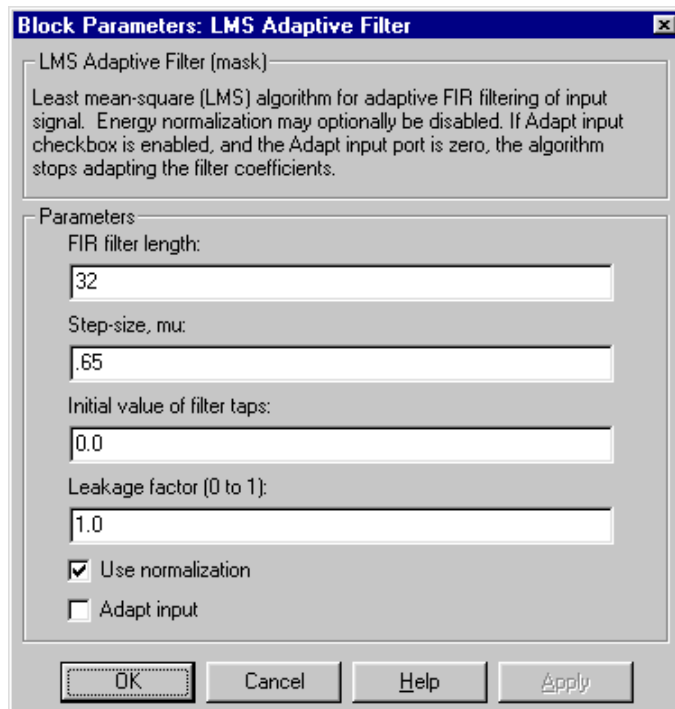 Block Parameters: LMS Adaptive Filter
LMS Adaptive Filter (mask)
Least mean-square (LMS) algorithm for adaptive FIR filtering of input
signal.  Energy normalization may optionally be disabled. If Adapt input
checkbox is enabled, and the Adapt input port is zero, the algorithm
stops adapting the filter coefficients.
Parameters
FIR filter length:
32
Step-size, mu:
.65
Initial value of filter taps:
0.0
Leakage factor (0 to 1):
1.0
Use normalization
Adapt input
OK Cancel Help Apply